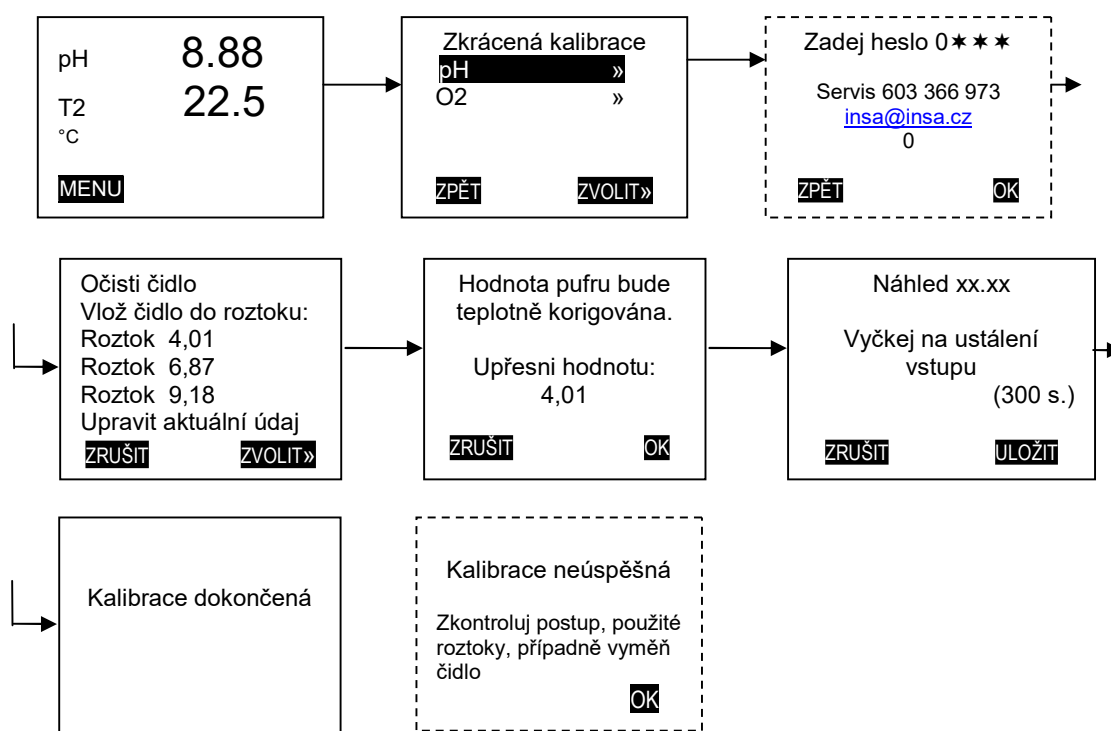 pH 8.88
T2 22.5
°C
MENU
Zkrácená kalibrace
pH »
O2 »
ZPĚT ZVOLIT»
Zadej heslo 0✶✶✶
Servis 603 366 973
insa@insa.cz
0
ZPĚT OK
Očisti čidlo
Vlož čidlo do roztoku:
Roztok 4,01
Roztok 6,87
Roztok 9,18
Upravit aktuální údaj
ZRUŠIT ZVOLIT»
Hodnota pufru bude
teplotně korigována.
Upřesni hodnotu:
4,01
ZRUŠIT OK
Náhled xx.xx
Vyčkej na ustálení
vstupu
(300 s.)
ZRUŠIT ULOŽIT
Kalibrace dokončená
Kalibrace neúspěšná
Zkontroluj postup, použité
roztoky, případně vyměň
čidlo
OK